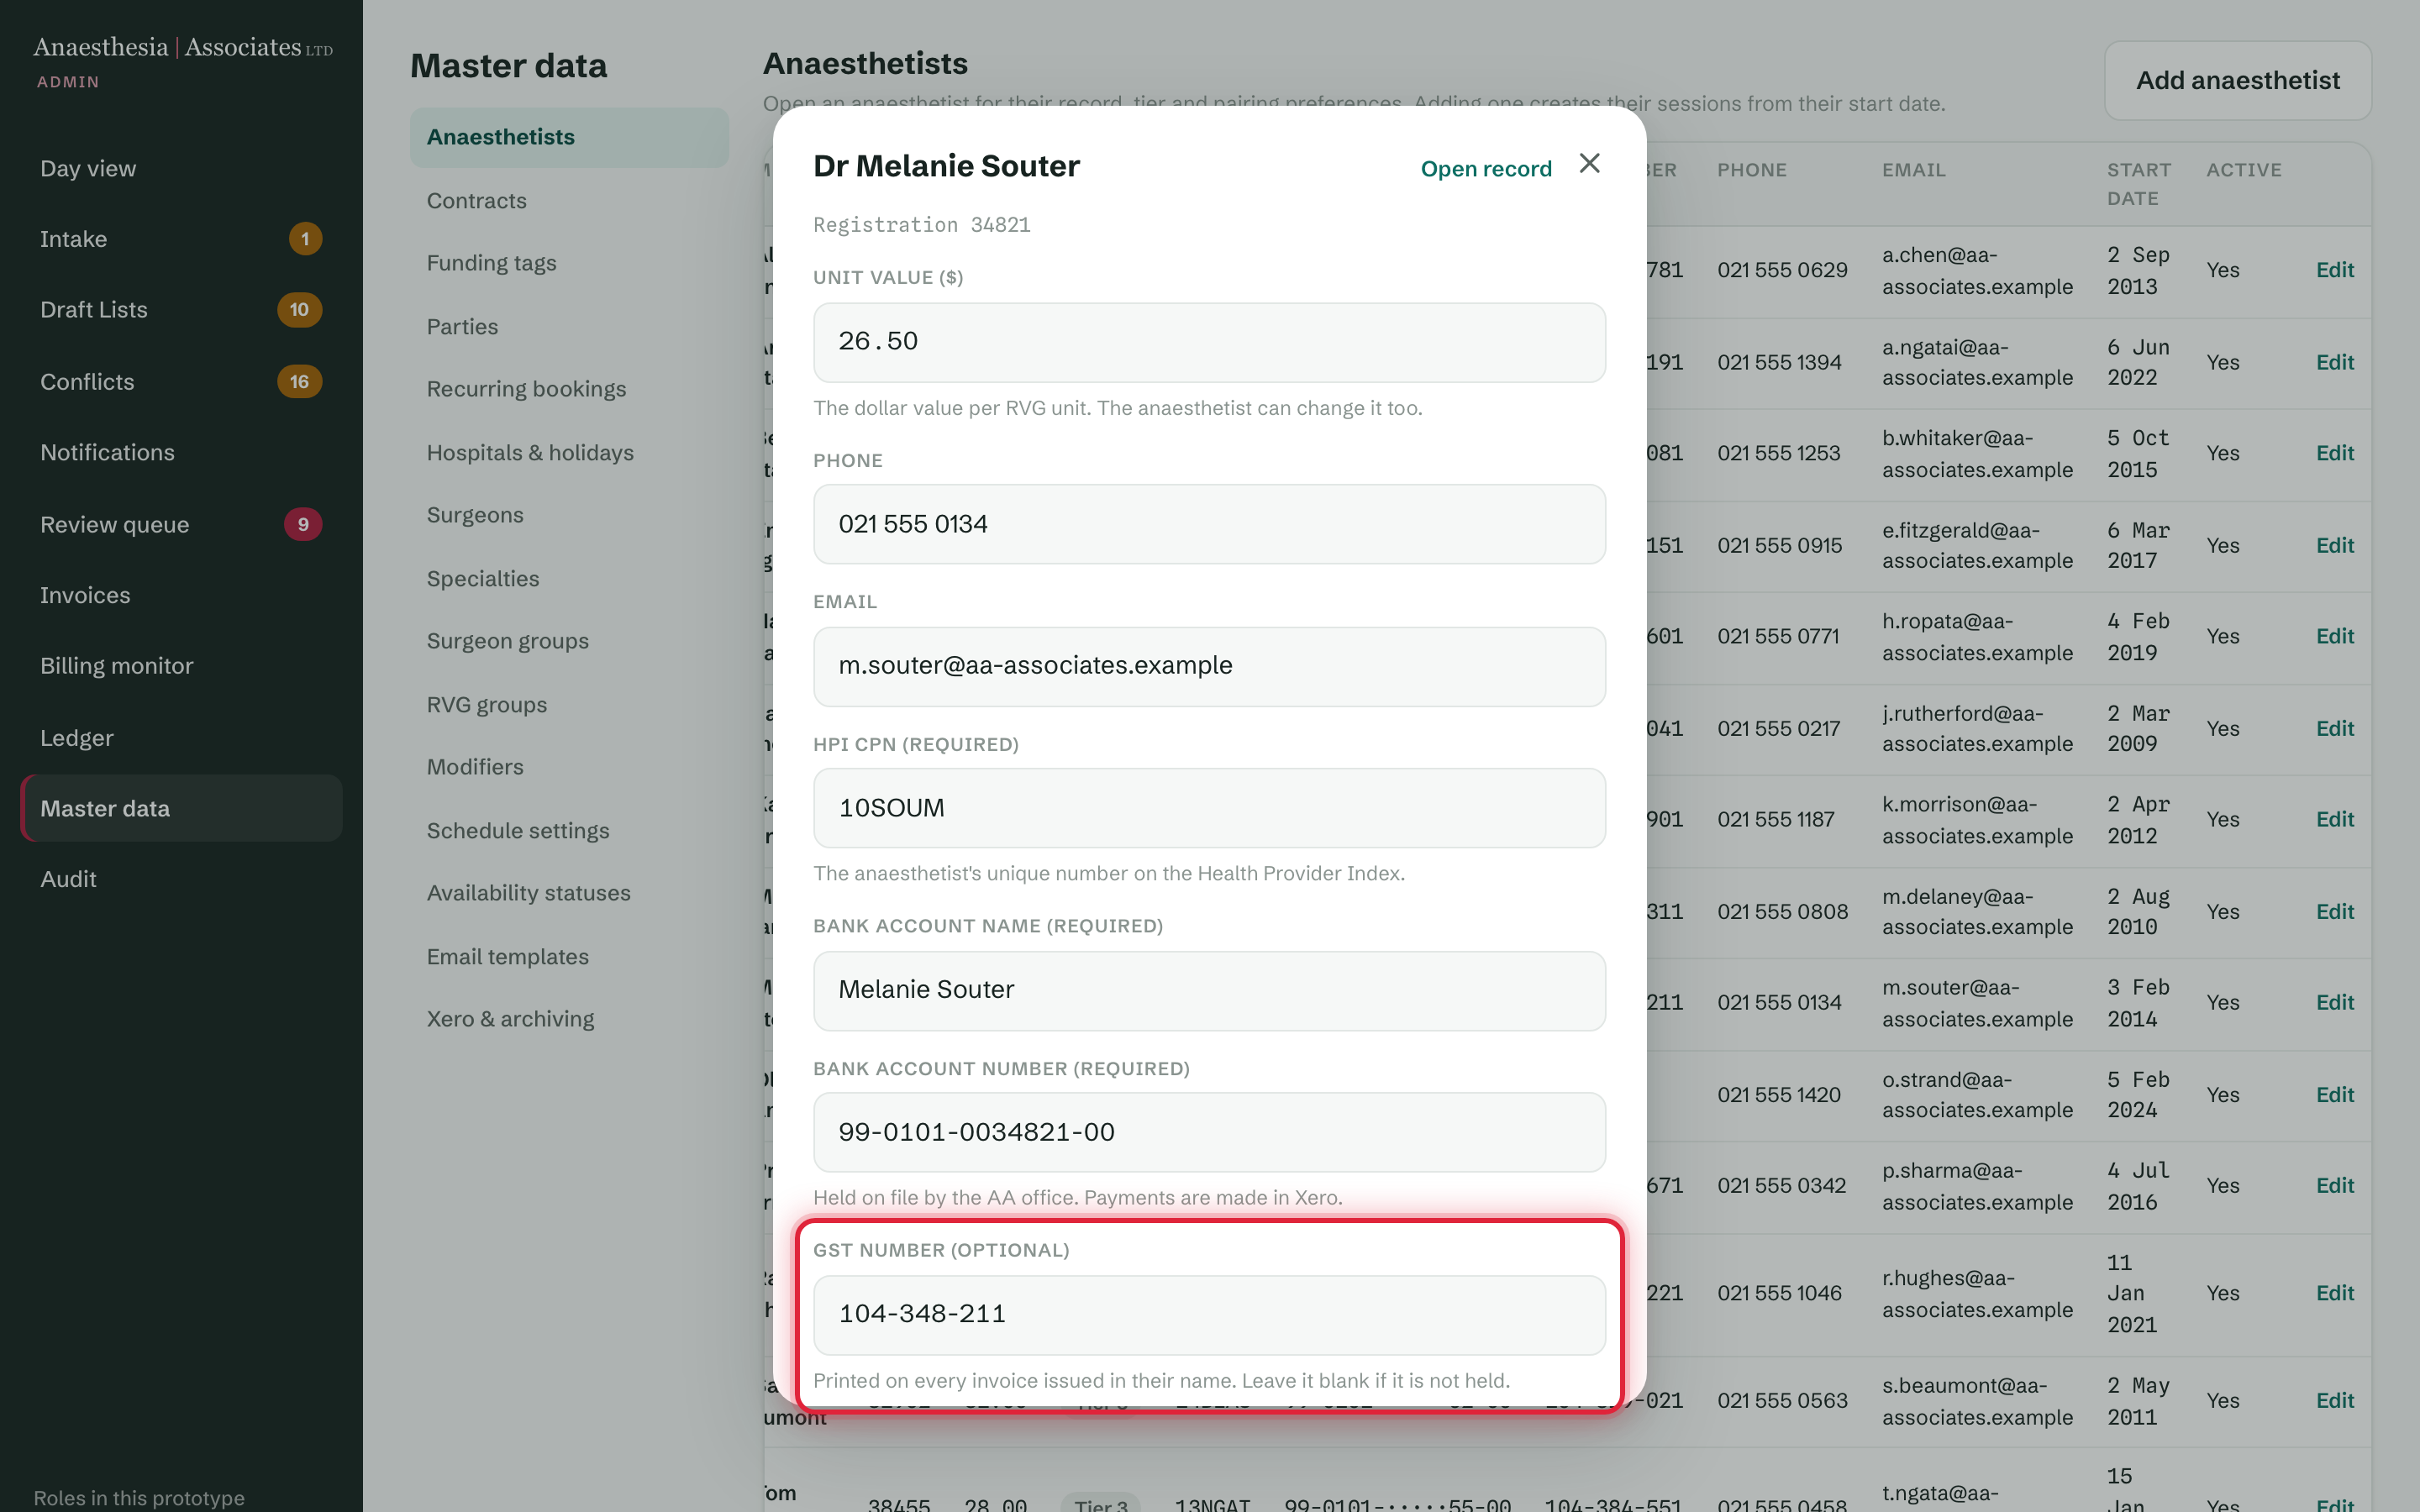 Anaesthesia | Associates LTD
ADMIN
Day view
Intake 1
Draft Lists 10
Conflicts 16
Notifications
Review queue 9
Invoices
Billing monitor
Ledger
Master data
Audit
Roles in this prototype
Master data
Anaesthetists
Contracts
Funding tags
Parties
Recurring bookings
Hospitals & holidays
Surgeons
Specialties
Surgeon groups
RVG groups
Modifiers
Schedule settings
Availability statuses
Email templates
Xero & archiving
Anaesthetists
Open an anaesthetist for their record, tier and pairing preferences. Adding one creates their sessions from their start date.
Add anaesthetist
Dr Melanie Souter
Open record
Registration 34821
UNIT VALUE ($)
26.50
The dollar value per RVG unit. The anaesthetist can change it too.
PHONE
021 555 0134
EMAIL
m.souter@aa-associates.example
HPI CPN (REQUIRED)
10SOUM
The anaesthetist's unique number on the Health Provider Index.
BANK ACCOUNT NAME (REQUIRED)
Melanie Souter
BANK ACCOUNT NUMBER (REQUIRED)
99-0101-0034821-00
Held on file by the AA office. Payments are made in Xero.
GST NUMBER (OPTIONAL)
104-348-211
Printed on every invoice issued in their name. Leave it blank if it is not held.
PHONE EMAIL START DATE ACTIVE
781 021 555 0629 a.chen@aa-associates.example 2 Sep 2013 Yes Edit
191 021 555 1394 a.ngatai@aa-associates.example 6 Jun 2022 Yes Edit
081 021 555 1253 b.whitaker@aa-associates.example 5 Oct 2015 Yes Edit
151 021 555 0915 e.fitzgerald@aa-associates.example 6 Mar 2017 Yes Edit
601 021 555 0771 h.ropata@aa-associates.example 4 Feb 2019 Yes Edit
041 021 555 0217 j.rutherford@aa-associates.example 2 Mar 2009 Yes Edit
901 021 555 1187 k.morrison@aa-associates.example 2 Apr 2012 Yes Edit
311 021 555 0808 m.delaney@aa-associates.example 2 Aug 2010 Yes Edit
211 021 555 0134 m.souter@aa-associates.example 3 Feb 2014 Yes Edit
021 555 1420 o.strand@aa-associates.example 5 Feb 2024 Yes Edit
671 021 555 0342 p.sharma@aa-associates.example 4 Jul 2016 Yes Edit
221 021 555 1046 r.hughes@aa-associates.example 11 Jan 2021 Yes Edit
umont -021 021 555 0563 s.beaumont@aa-associates.example 2 May 2011 Yes Edit
om 38455 28.00 Tier 3 13NGAT 99-0101-·····55-00 104-384-551 021 555 0458 t.ngata@aa- 15 Jan Yes Edit